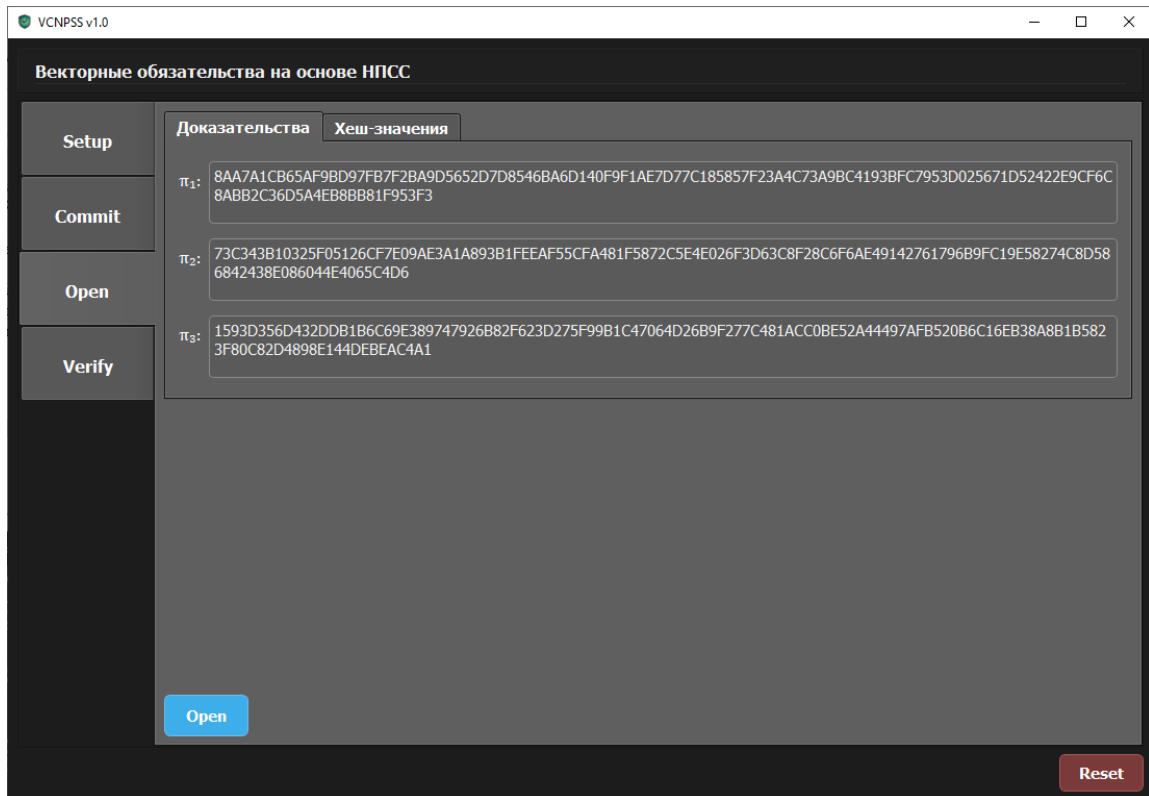 VCNPSS v1.0
Векторные обязательства на основе НПСС
Setup
Commit
Open
Verify
Доказательства
Хеш-значения
π₁:
8AA7A1CB65AF9BD97FB7F2BA9D5652D7D8546BA6D140F9F1AE7D77C185857F23A4C73A9BC4193BFC7953D025671D52422E9CF6C
8ABB2C36D5A4EB8BB81F953F3
π₂:
73C343B10325F05126CF7E09AE3A1A893B1FEEAF55CFA481F5872C5E4E026F3D63C8F28C6F6AE49142761796B9FC19E58274C8D58
6842438E086044E4065C4D6
π₃:
1593D356D432DDB1B6C69E389747926B82F623D275F99B1C47064D26B9F277C481ACC0BE52A44497AFB520B6C16EB38A8B1B582
3F80C82D4898E144DEBEAC4A1
Open
Reset